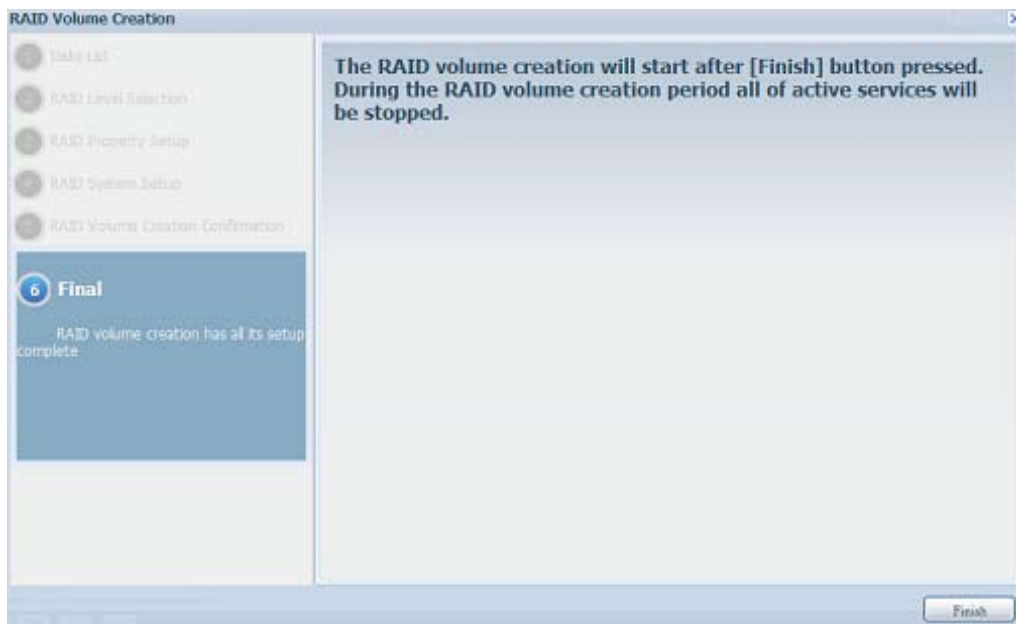 RAID Volume Creation
Disks List
RAID Level Selection
RAID Property Setup
RAID System Setup
RAID Volume Creation Confirmation
6 Final
RAID volume creation has all its setup
complete
The RAID volume creation will start after [Finish] button pressed.
During the RAID volume creation period all of active services will
be stopped.
Finish